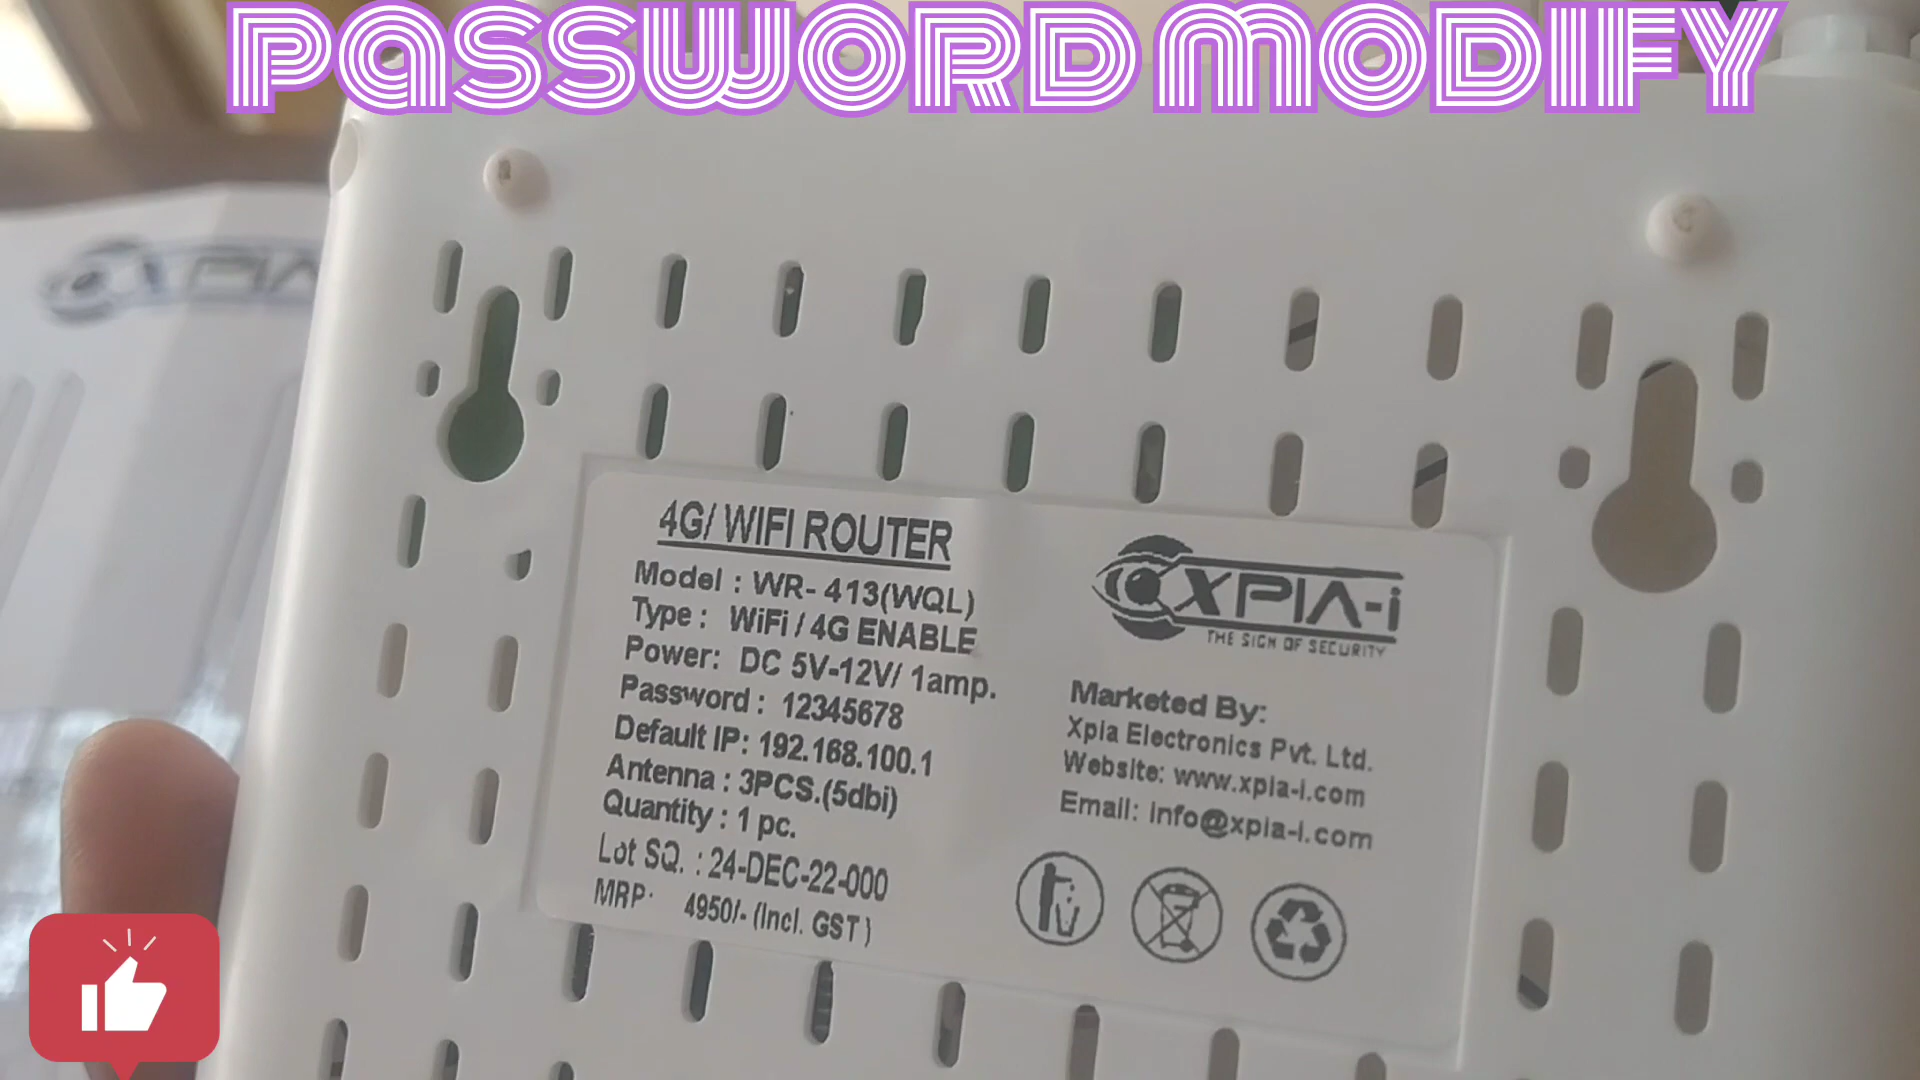 PASSWORD MODIFY
XPIA
4G/ WIFI ROUTER
Model : WR- 413(WQL)
Type : WiFi / 4G ENABLE
Power: DC 5V-12V/ 1amp.
Password : 12345678
Default IP: 192.168.100.1
Antenna : 3PCS.(5dbi)
Quantity : 1 pc.
Lot SQ. : 24-DEC-22-000
MRP: 4950/- (Incl. GST )
XPIA-i
THE SIGN OF SECURITY
Marketed By:
Xpia Electronics Pvt. Ltd.
Website: www.xpia-i.com
Email: info@xpia-i.com